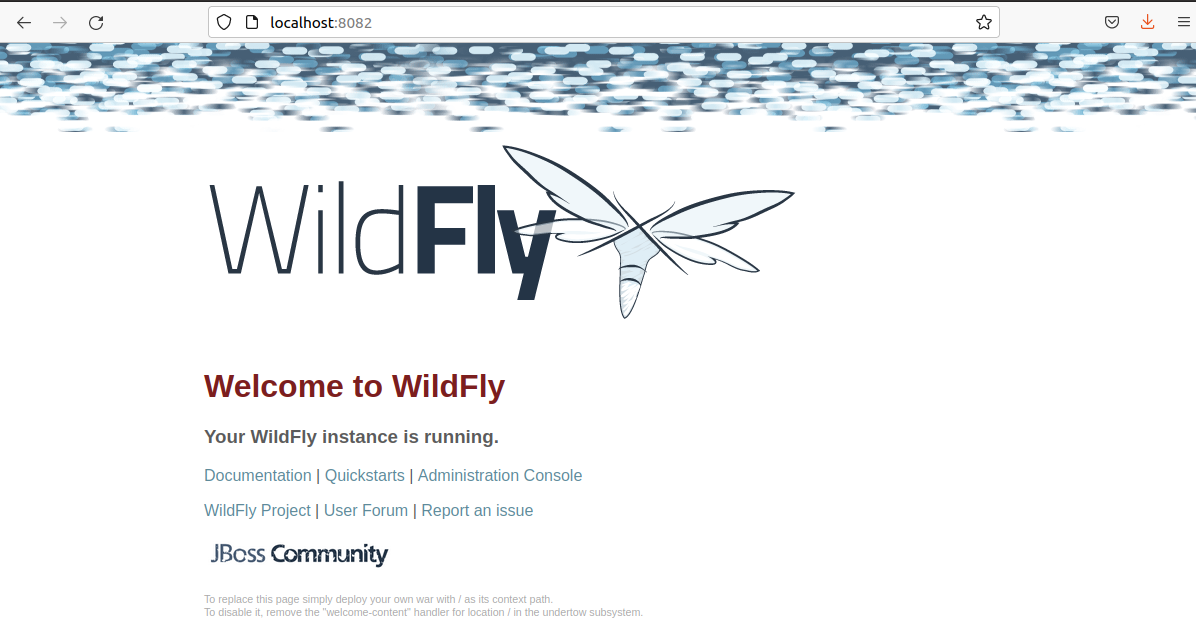 localhost:8082
WildFly
Welcome to WildFly
Your WildFly instance is running.
Documentation | Quickstarts | Administration Console
WildFly Project | User Forum | Report an issue
JBoss Community
To replace this page simply deploy your own war with / as its context path.
To disable it, remove the "welcome-content" handler for location / in the undertow subsystem.